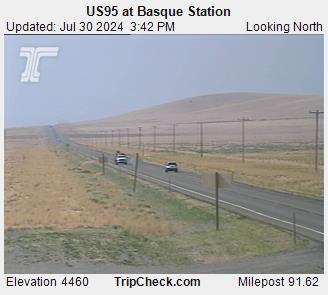 US95 at Basque Station
Updated: Jul 30 2024 3:42 PM Looking North
Elevation 4460 TripCheck.com Milepost 91.62